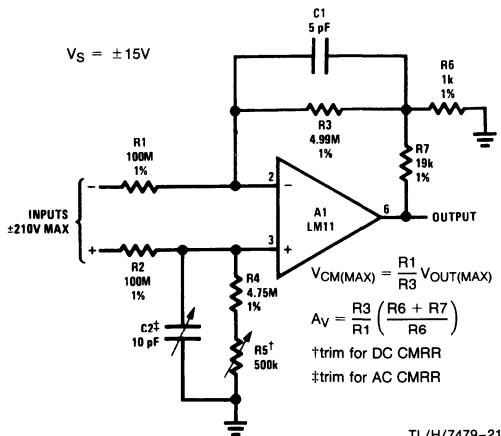 C1
5 pF
V_S = ±15V
R6
1k
1%
R3
4.99M
1%
R1
100M
1%
R7
19k
1%
2
−
−
A1
LM11
6
OUTPUT
INPUTS
±210V MAX
+
3
+
R2
100M
1%
R4
4.75M
1%
V_CM(MAX) = R1/R3 V_OUT(MAX)
C2‡
10 pF
R5†
500k
A_V = R3/R1 (R6 + R7/R6)
†trim for DC CMRR
‡trim for AC CMRR
TL/H/7479-21